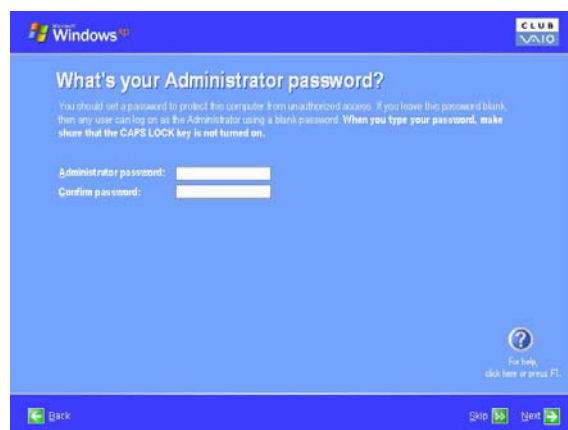 Microsoft
Windows xp
CLUB
VAIO
What's your Administrator password?
You should set a password to protect this computer from unauthorized access. If you leave this password blank,
then any user can log on as the Administrator using a blank password. When you type your password, make
shure that the CAPS LOCK key is not turned on.
Administrator password:
Confirm password:
?
For help,
click here or press F1.
Back
Skip
Next